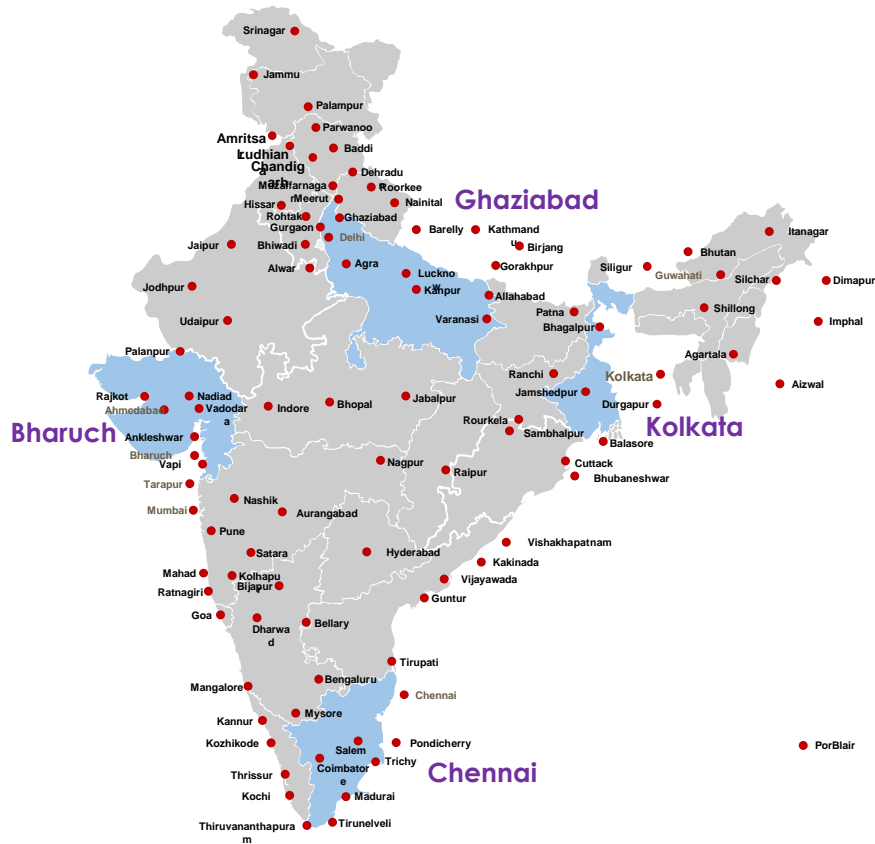 Srinagar
Jammu
Palampur
Parwanoo
Amritsa
r
Baddi
Ludhian
a
Chandig
arh
Dehradu
n
Muzaffarnaga
r
Roorkee
Meerut
Hissar
Nainital
Ghaziabad
Rohtak
Ghaziabad
Gurgaon
Barelly
Kathmand
u
Itanagar
Delhi
Jaipur
Bhiwadi
Birjang
Bhutan
Agra
Gorakhpur
Siligur
Alwar
Guwahati
Luckno
w
Silchar
Dimapur
Jodhpur
Kanpur
Allahabad
Shillong
Patna
Udaipur
Varanasi
Imphal
Bhagalpur
Palanpur
Agartala
Ranchi
Kolkata
Aizwal
Rajkot
Nadiad
Jabalpur
Jamshedpur
Ahmedabad
Vadodar
a
Indore
Bhopal
Durgapur
Rourkela
Kolkata
Bharuch
Ankleshwar
Sambhalpur
Balasore
Bharuch
Nagpur
Cuttack
Vapi
Raipur
Bhubaneshwar
Tarapur
Nashik
Mumbai
Aurangabad
Pune
Vishakhapatnam
Satara
Hyderabad
Kakinada
Mahad
Kolhapu
r
Vijayawada
Bijapur
Ratnagiri
Guntur
Goa
Dharwa
d
Bellary
Tirupati
Bengaluru
Mangalore
Chennai
Mysore
Kannur
Kozhikode
Salem
Pondicherry
PorBlair
Trichy
Coimbator
e
Chennai
Thrissur
Kochi
Madurai
Thiruvananthapura
m
Tirunelveli